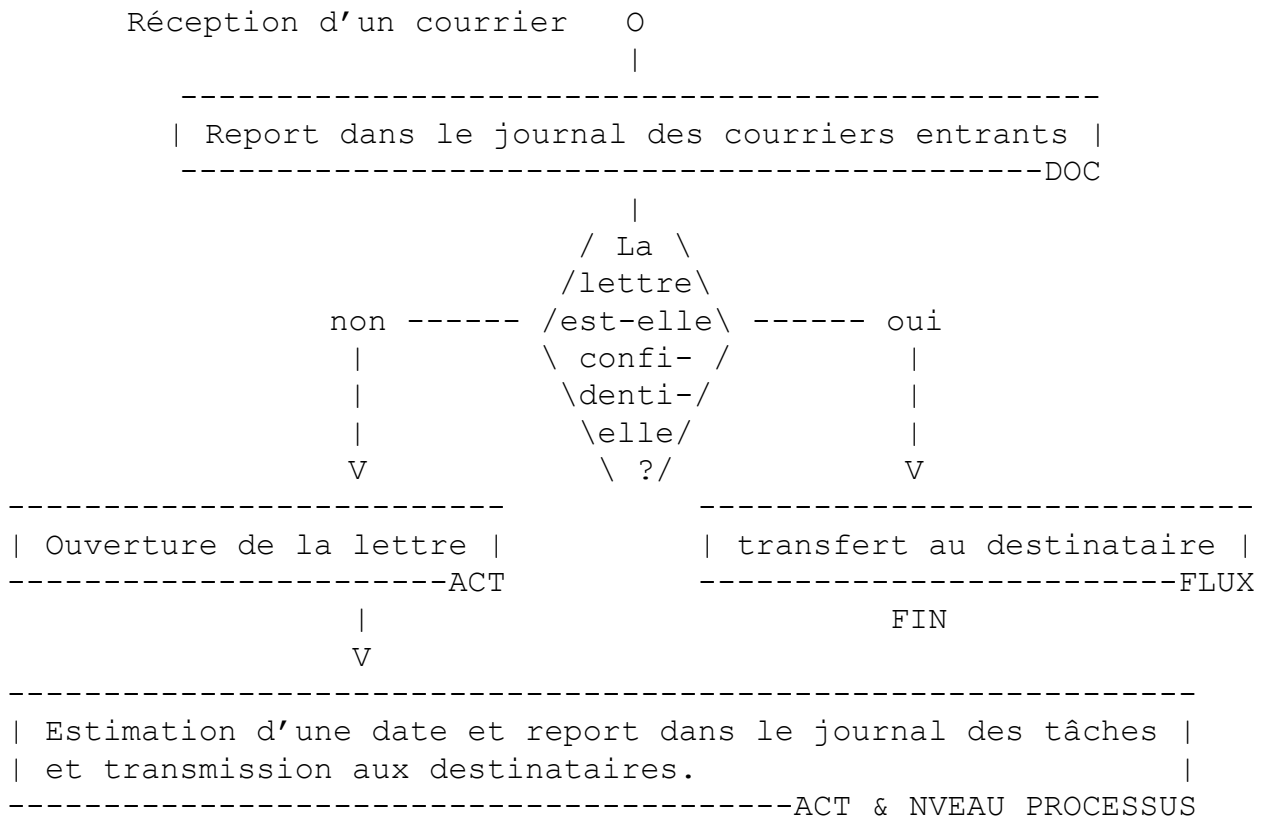 Réception d’un courrier O
|
------------------------------------------------
| Report dans le journal des courriers entrants |
---------------------------------------------DOC
|
/ La \
/lettre\
non ------ /est-elle\ ------ oui
| \ confi- / |
| \denti-/ |
| \elle/ |
V \ ?/ V
-------------------------- -----------------------------
| Ouverture de la lettre | | transfert au destinataire |
-----------------------ACT -------------------------FLUX
| FIN
V
--------------------------------------------------------------
| Estimation d’une date et report dans le journal des tâches |
| et transmission aux destinataires. |
-----------------------------------------ACT & NVEAU PROCESSUS